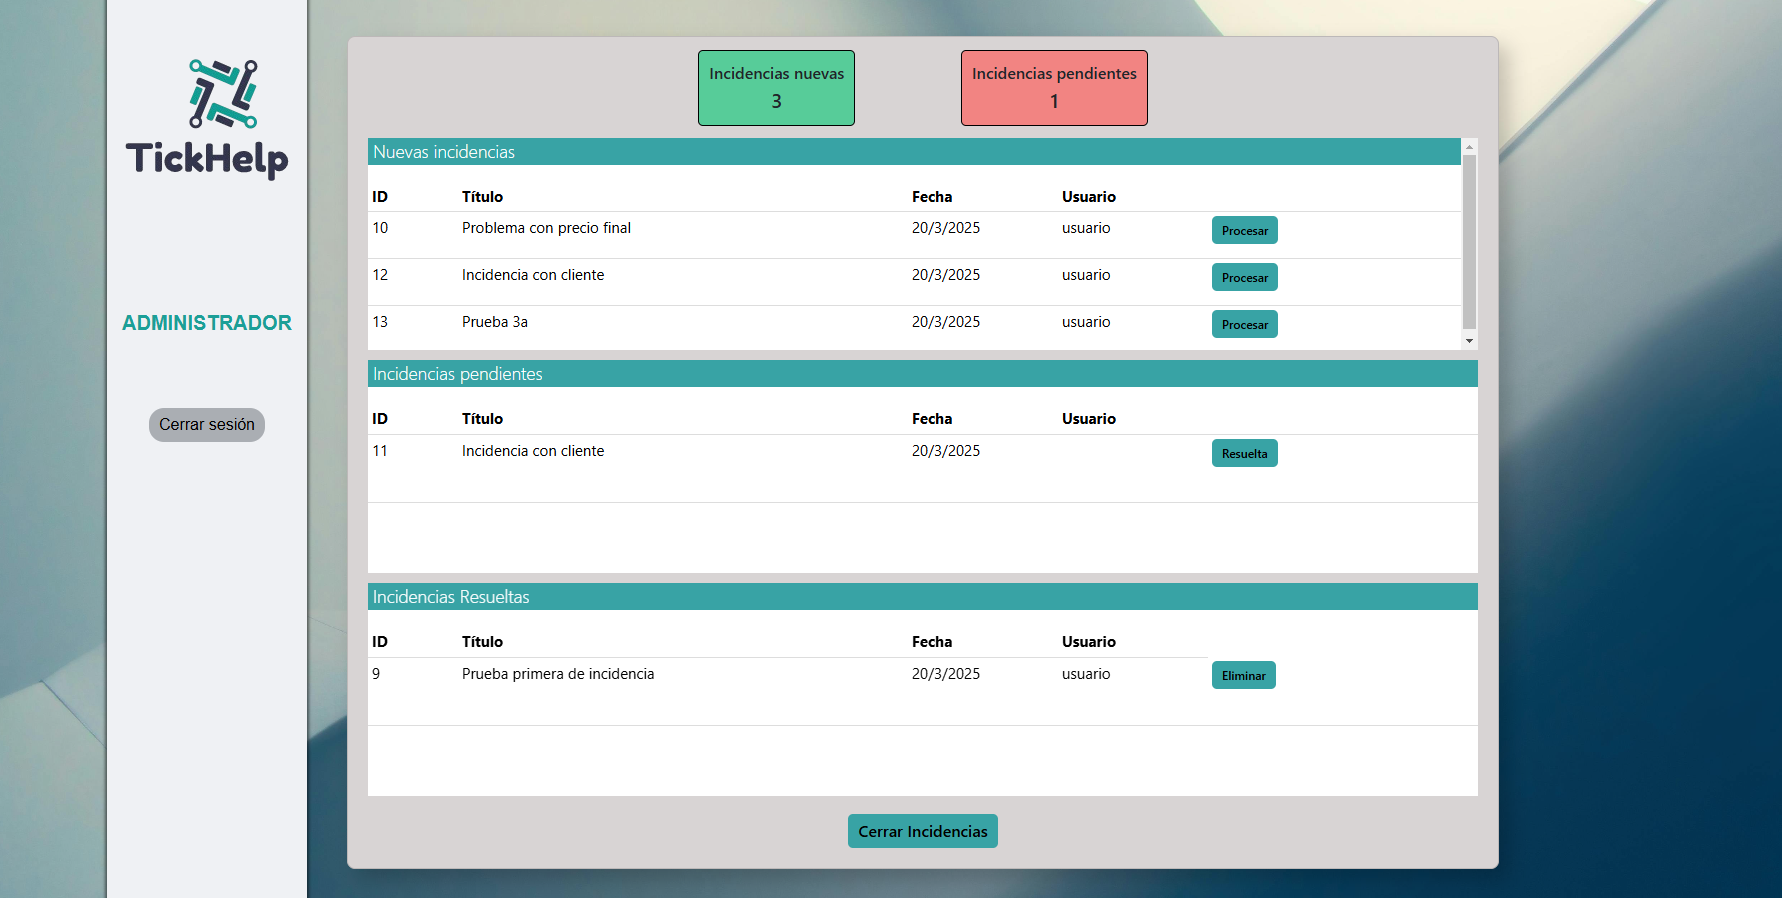 TickHelp
ADMINISTRADOR
Cerrar sesión
Incidencias nuevas
3
Incidencias pendientes
1
Nuevas incidencias
ID Título Fecha Usuario
10 Problema con precio final 20/3/2025 usuario Procesar
12 Incidencia con cliente 20/3/2025 usuario Procesar
13 Prueba 3a 20/3/2025 usuario Procesar
Incidencias pendientes
ID Título Fecha Usuario
11 Incidencia con cliente 20/3/2025 Resuelta
Incidencias Resueltas
ID Título Fecha Usuario
9 Prueba primera de incidencia 20/3/2025 usuario Eliminar
Cerrar Incidencias